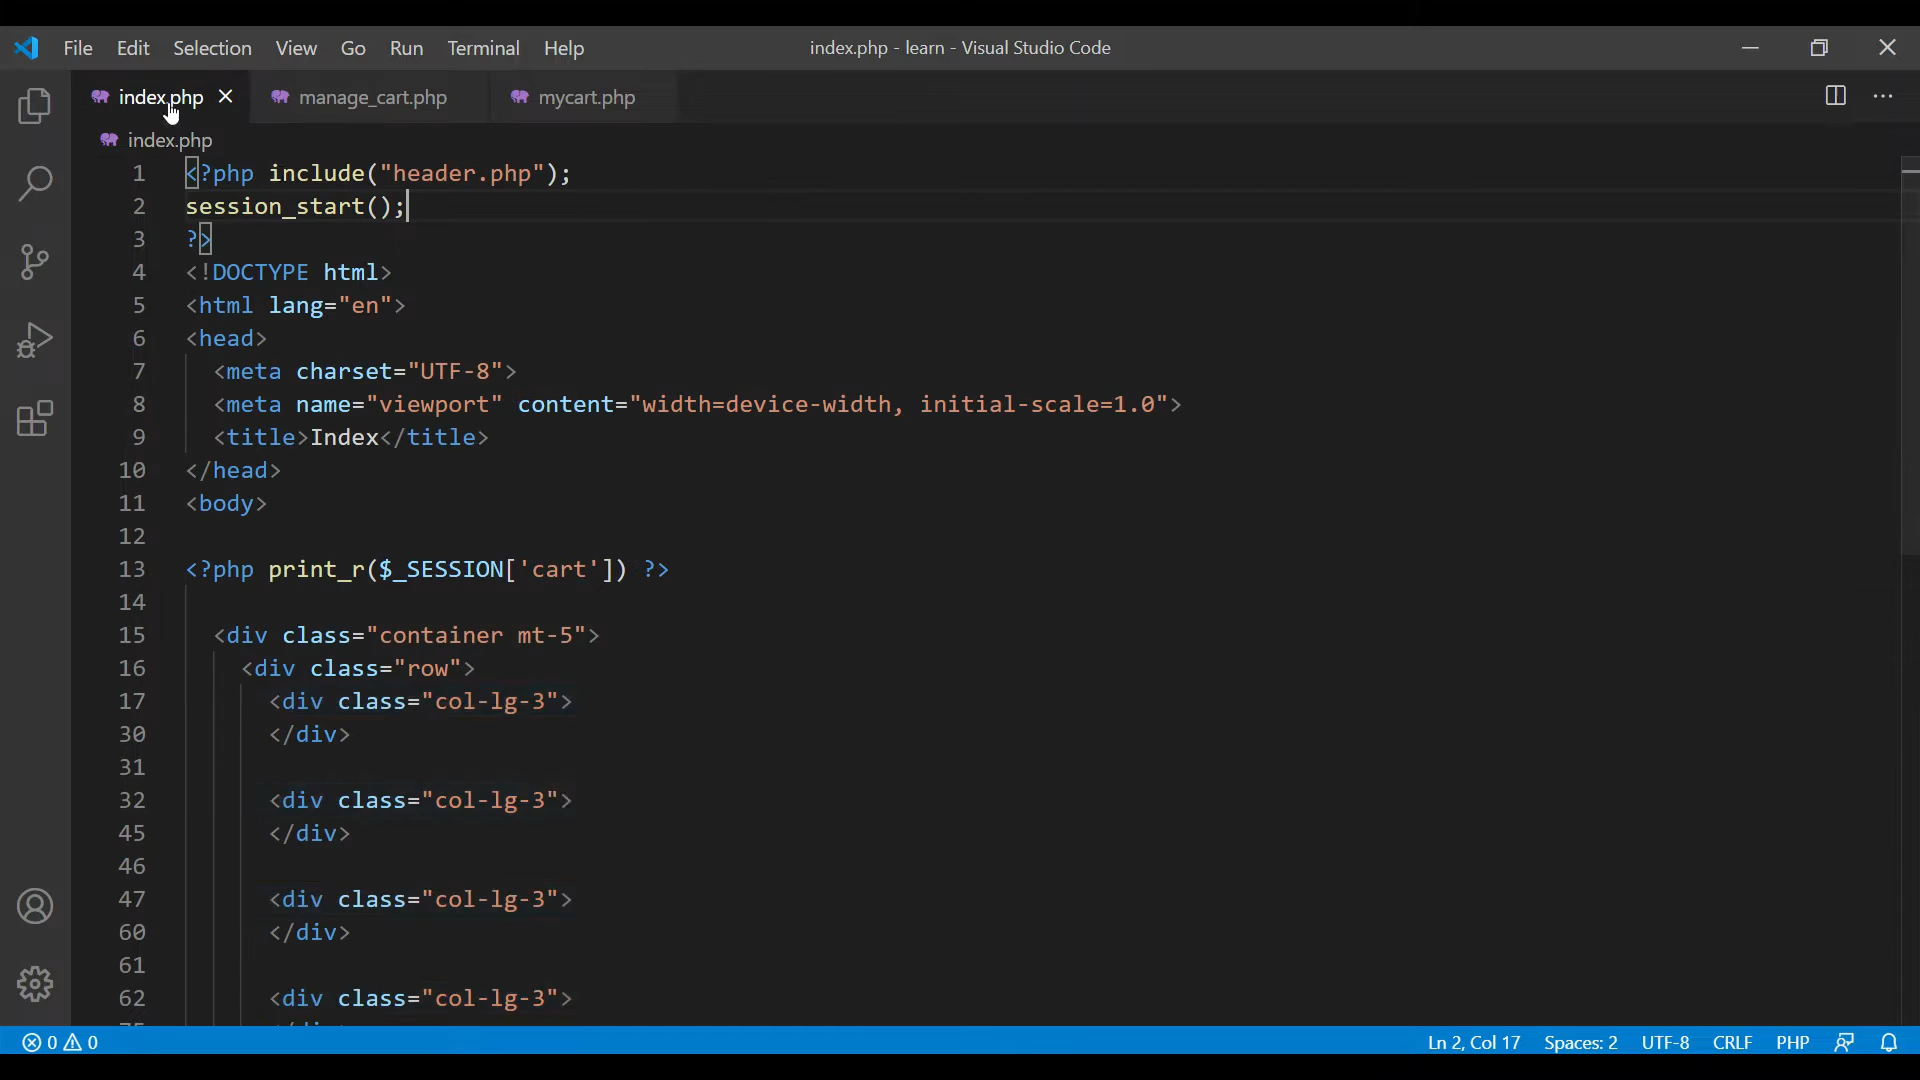 File Edit Selection View Go Run Terminal Help index.php - learn - Visual Studio Code
index.php manage_cart.php mycart.php
index.php
1 <?php include("header.php");
2 session_start();
3 ?>
4 <!DOCTYPE html>
5 <html lang="en">
6 <head>
7 <meta charset="UTF-8">
8 <meta name="viewport" content="width=device-width, initial-scale=1.0">
9 <title>Index</title>
10 </head>
11 <body>
12
13 <?php print_r($_SESSION['cart']) ?>
14
15 <div class="container mt-5">
16 <div class="row">
17 <div class="col-lg-3">
30 </div>
31
32 <div class="col-lg-3">
45 </div>
46
47 <div class="col-lg-3">
60 </div>
61
62 <div class="col-lg-3">
0 0 Ln 2, Col 17 Spaces: 2 UTF-8 CRLF PHP